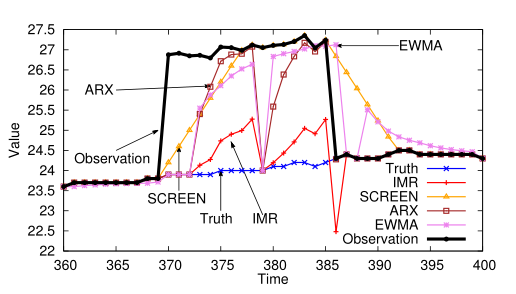 27.5
27
26.5
26
25.5
25
24.5
24
23.5
23
22.5
22
Value
EWMA
ARX
Observation
SCREEN
Truth
IMR
Truth
IMR
SCREEN
ARX
EWMA
Observation
360 365 370 375 380 385 390 395 400
Time